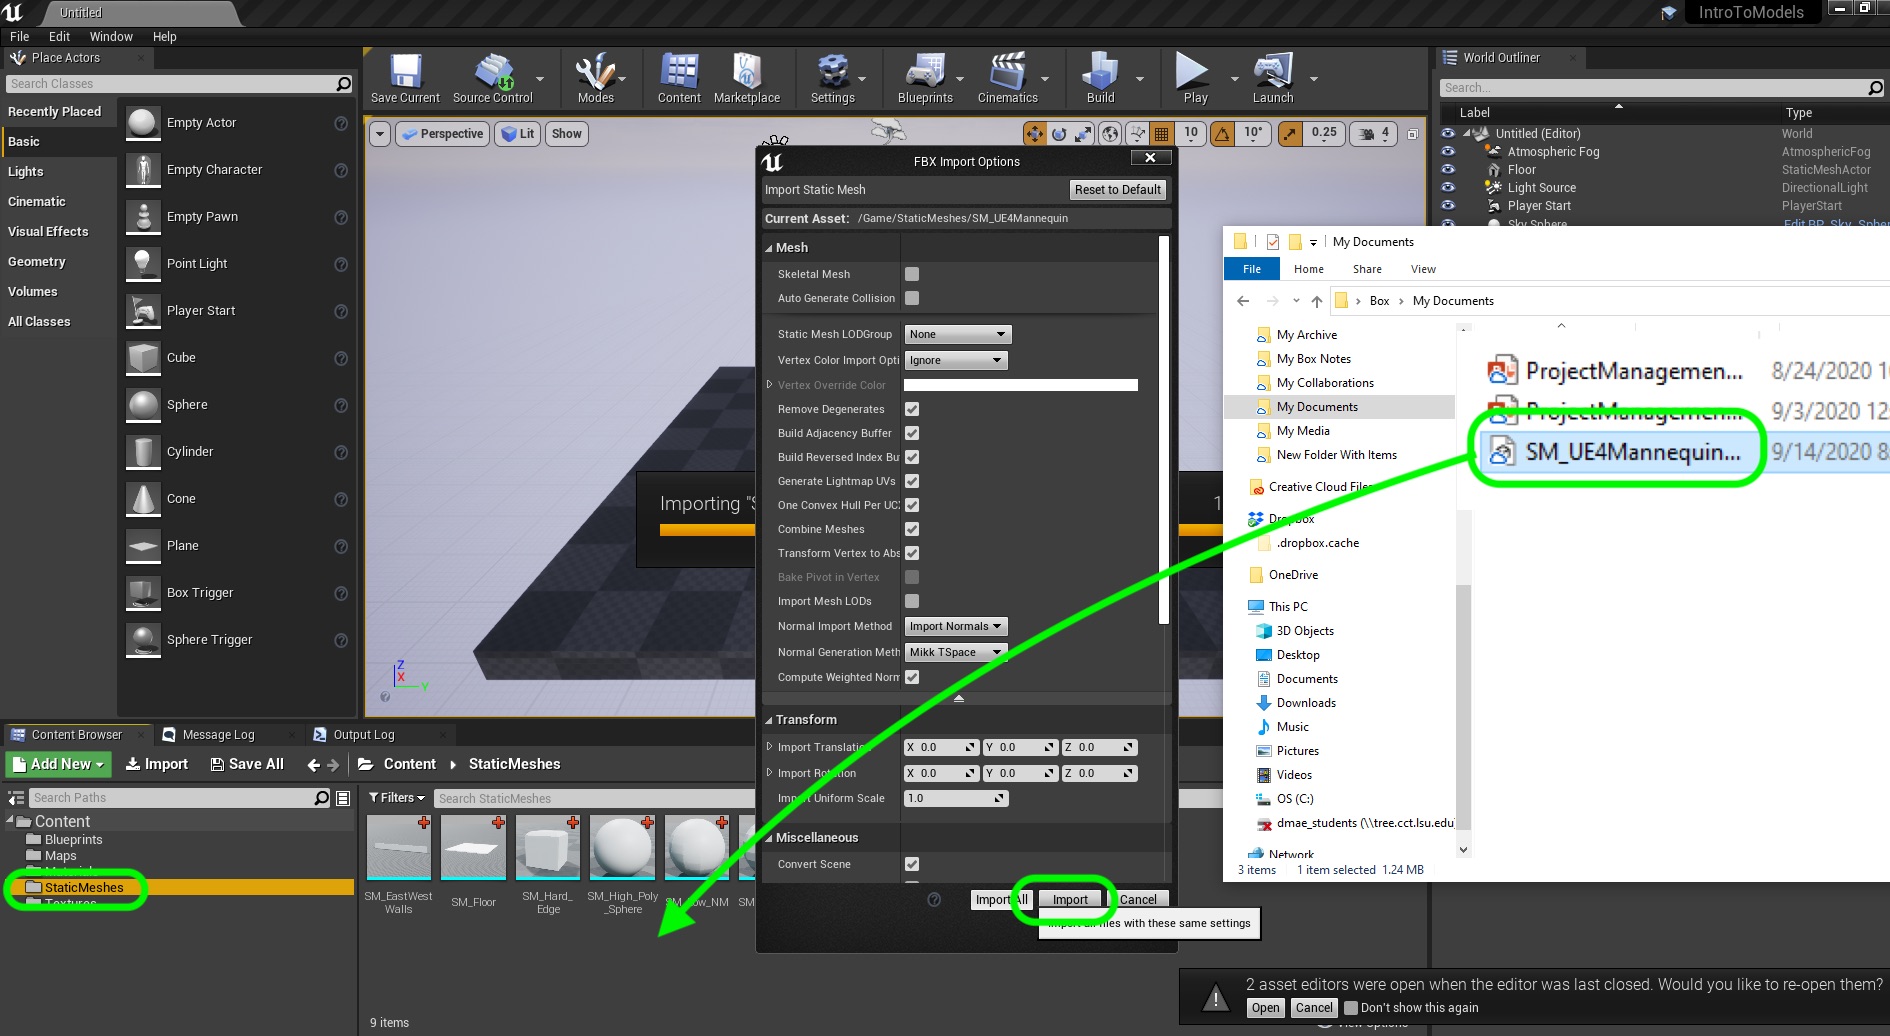 Untitled
IntroToModels
File Edit Window Help
Place Actors
Search Classes
Recently Placed
Basic
Lights
Cinematic
Visual Effects
Geometry
Volumes
All Classes
Empty Actor
Empty Character
Empty Pawn
Point Light
Player Start
Cube
Sphere
Cylinder
Cone
Plane
Box Trigger
Sphere Trigger
Save Current
Source Control
Modes
Content
Marketplace
Settings
Blueprints
Cinematics
Build
Play
Launch
Perspective Lit Show
10 10° 0.25 4
World Outliner
Search...
Label Type
Untitled (Editor) World
Atmospheric Fog AtmosphericFog
Floor StaticMeshActor
Light Source DirectionalLight
Player Start PlayerStart
Sky Sphere Edit BP_Sky_Sphere
Importing "S
1
Z
X
Y
FBX Import Options
Import Static Mesh
Reset to Default
Current Asset: /Game/StaticMeshes/SM_UE4Mannequin
Mesh
Skeletal Mesh
Auto Generate Collision
Static Mesh LODGroup None
Vertex Color Import Opti Ignore
Vertex Override Color
Remove Degenerates
Build Adjacency Buffer
Build Reversed Index Bu
Generate Lightmap UVs
One Convex Hull Per UC
Combine Meshes
Transform Vertex to Abs
Bake Pivot in Vertex
Import Mesh LODs
Normal Import Method Import Normals
Normal Generation Meth Mikk TSpace
Compute Weighted Norm
Transform
Import Translation X 0.0 Y 0.0 Z 0.0
Import Rotation X 0.0 Y 0.0 Z 0.0
Import Uniform Scale 1.0
Miscellaneous
Convert Scene
Import All Import Cancel
Import all files with these same settings
My Documents
File Home Share View
Box My Documents
My Archive
My Box Notes
My Collaborations
My Documents
My Media
New Folder With Items
Creative Cloud Files
Dropbox
.dropbox.cache
OneDrive
This PC
3D Objects
Desktop
Documents
Downloads
Music
Pictures
Videos
OS (C:)
dmae_students (\\tree.cct.lsu.edu
Network
ProjectManagemen... 8/24/2020 1
ProjectManagemen... 9/3/2020 12:
SM_UE4Mannequin... 9/14/2020 8
3 items 1 item selected 1.24 MB
Content Browser Message Log Output Log
Add New Import Save All Content StaticMeshes
Search Paths
Filters Search StaticMeshes
Content
Blueprints
Maps
Materials
StaticMeshes
Textures
SM_EastWest
Walls
SM_Floor
SM_Hard_
Edge
SM_High_Poly
_Sphere
SM
9 items
View Options
2 asset editors were open when the editor was last closed. Would you like to re-open them?
Open Cancel Don't show this again